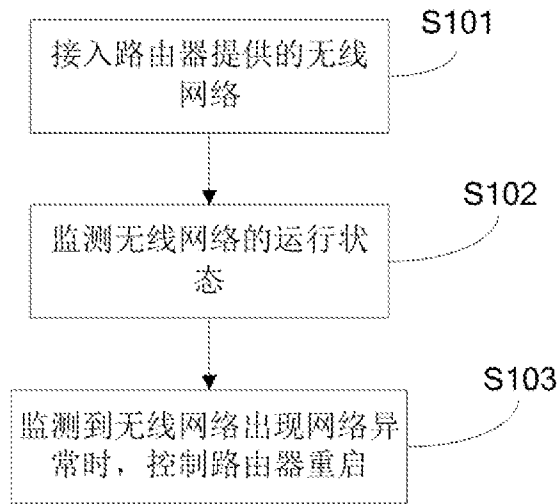 S101
接入路由器提供的无线
网络
S102
监测无线网络的运行状
态
S103
监测到无线网络出现网络异
常时，控制路由器重启